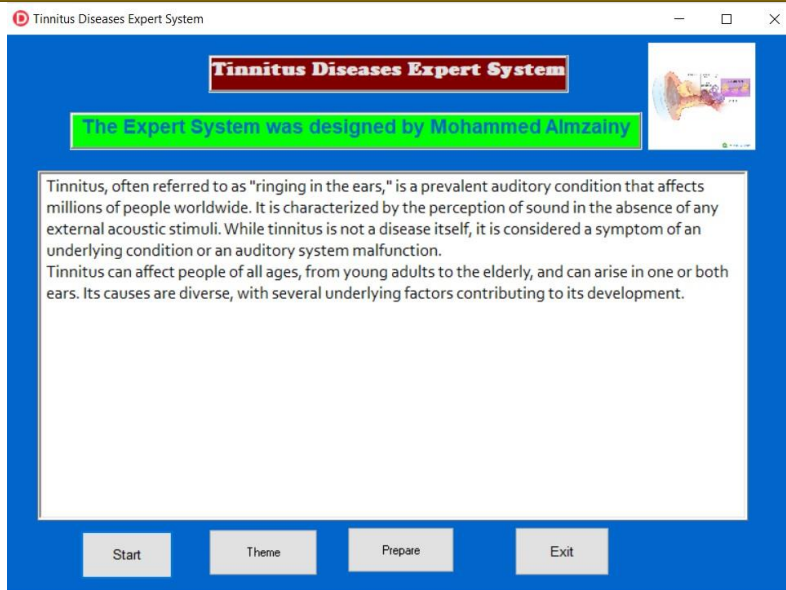 Tinnitus Diseases Expert System
Tinnitus Diseases Expert System
The Expert System was designed by Mohammed Almzainy
Tinnitus, often referred to as "ringing in the ears," is a prevalent auditory condition that affects
millions of people worldwide. It is characterized by the perception of sound in the absence of any
external acoustic stimuli. While tinnitus is not a disease itself, it is considered a symptom of an
underlying condition or an auditory system malfunction.
Tinnitus can affect people of all ages, from young adults to the elderly, and can arise in one or both
ears. Its causes are diverse, with several underlying factors contributing to its development.
Start
Theme
Prepare
Exit